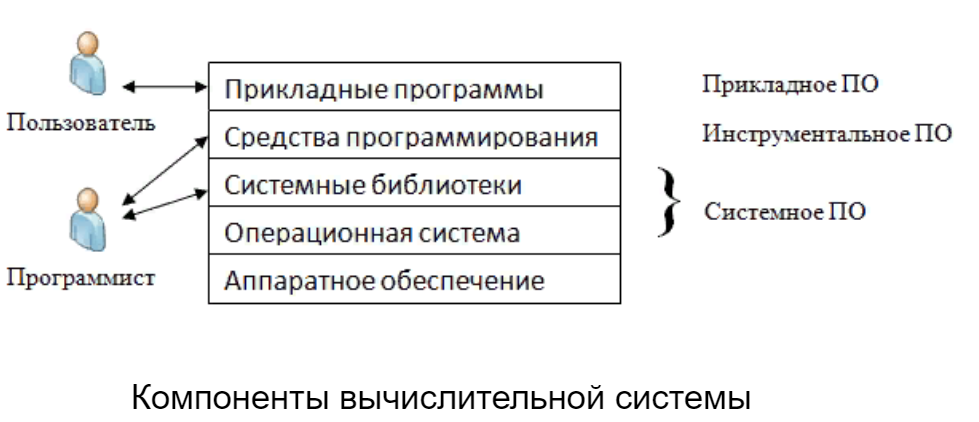 Прикладные программы
Прикладное ПО
Пользователь
Средства программирования
Инструментальное ПО
Системные библиотеки
Системное ПО
Операционная система
Программист
Аппаратное обеспечение
Компоненты вычислительной системы